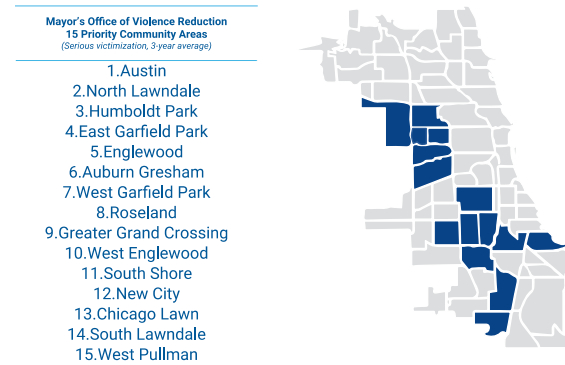 Mayor's Office of Violence Reduction
15 Priority Community Areas
(Serious victimization, 3-year average)
1.Austin
2.North Lawndale
3.Humboldt Park
4.East Garfield Park
5.Englewood
6.Auburn Gresham
7.West Garfield Park
8.Roseland
9.Greater Grand Crossing
10.West Englewood
11.South Shore
12.New City
13.Chicago Lawn
14.South Lawndale
15.West Pullman